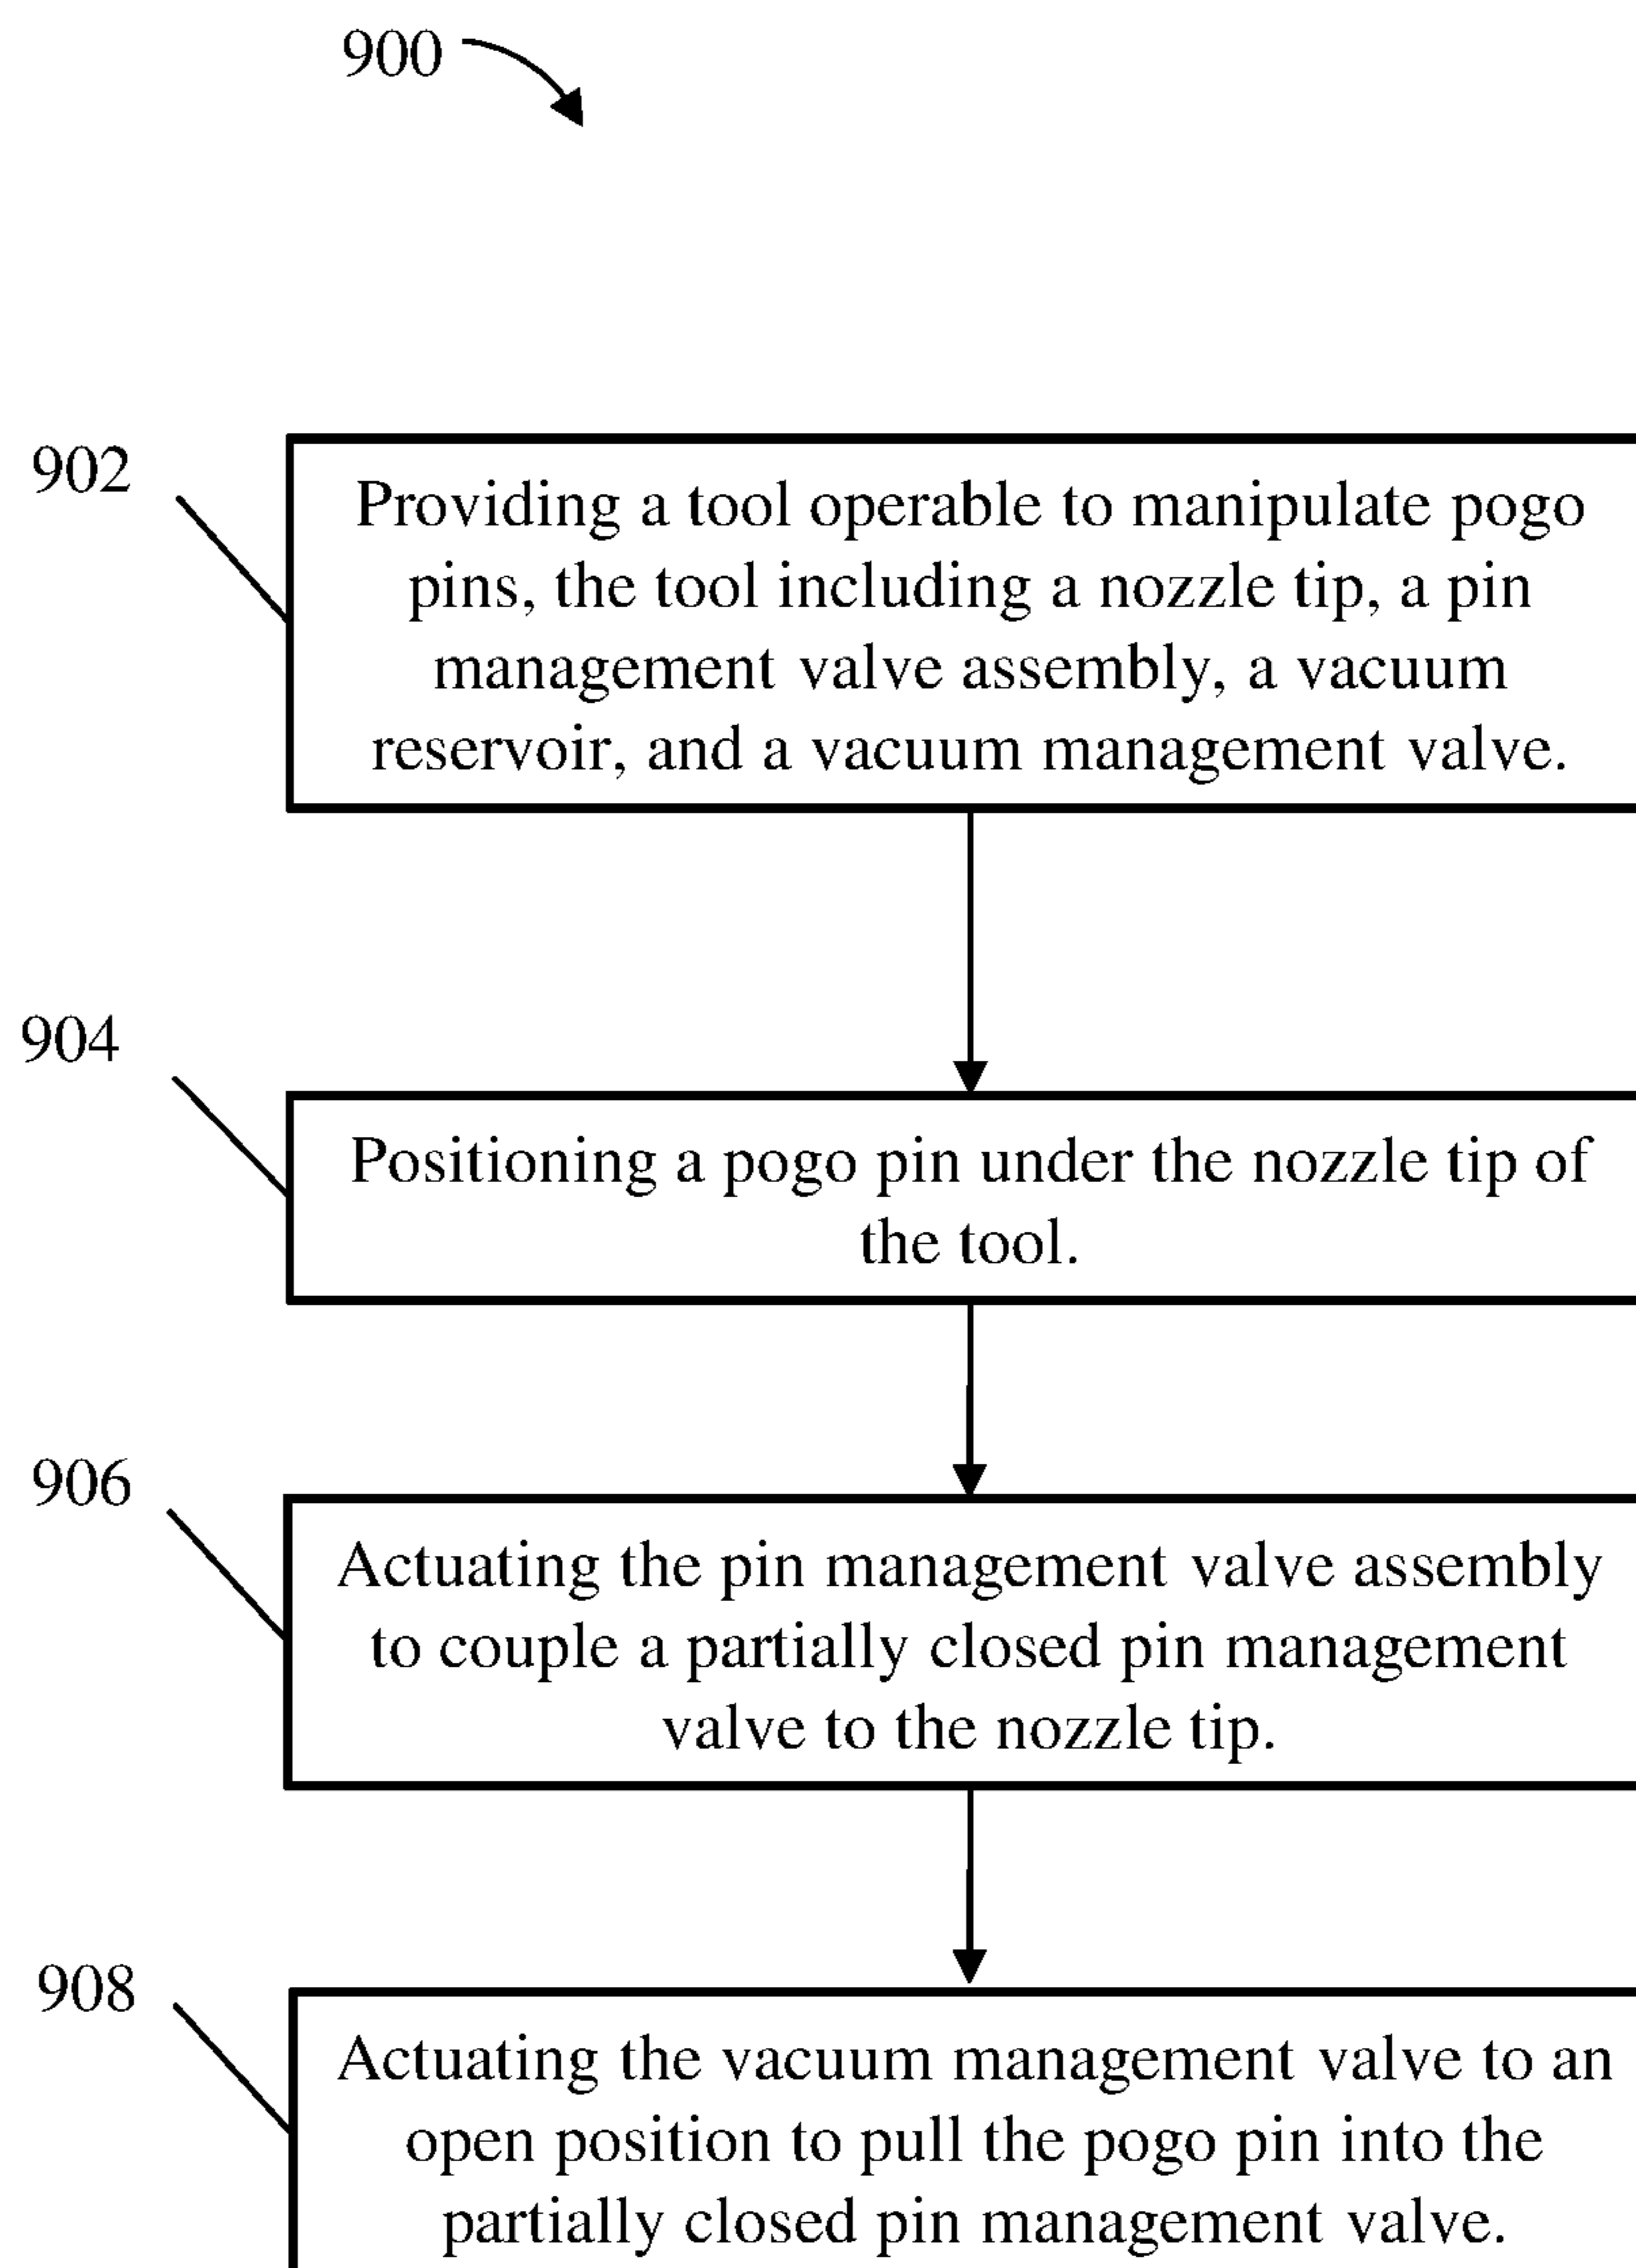 900
902
Providing a tool operable to manipulate pogo
pins, the tool including a nozzle tip, a pin
management valve assembly, a vacuum
reservoir, and a vacuum management valve.
904
Positioning a pogo pin under the nozzle tip of
the tool.
906
Actuating the pin management valve assembly
to couple a partially closed pin management
valve to the nozzle tip.
908
Actuating the vacuum management valve to an
open position to pull the pogo pin into the
partially closed pin management valve.